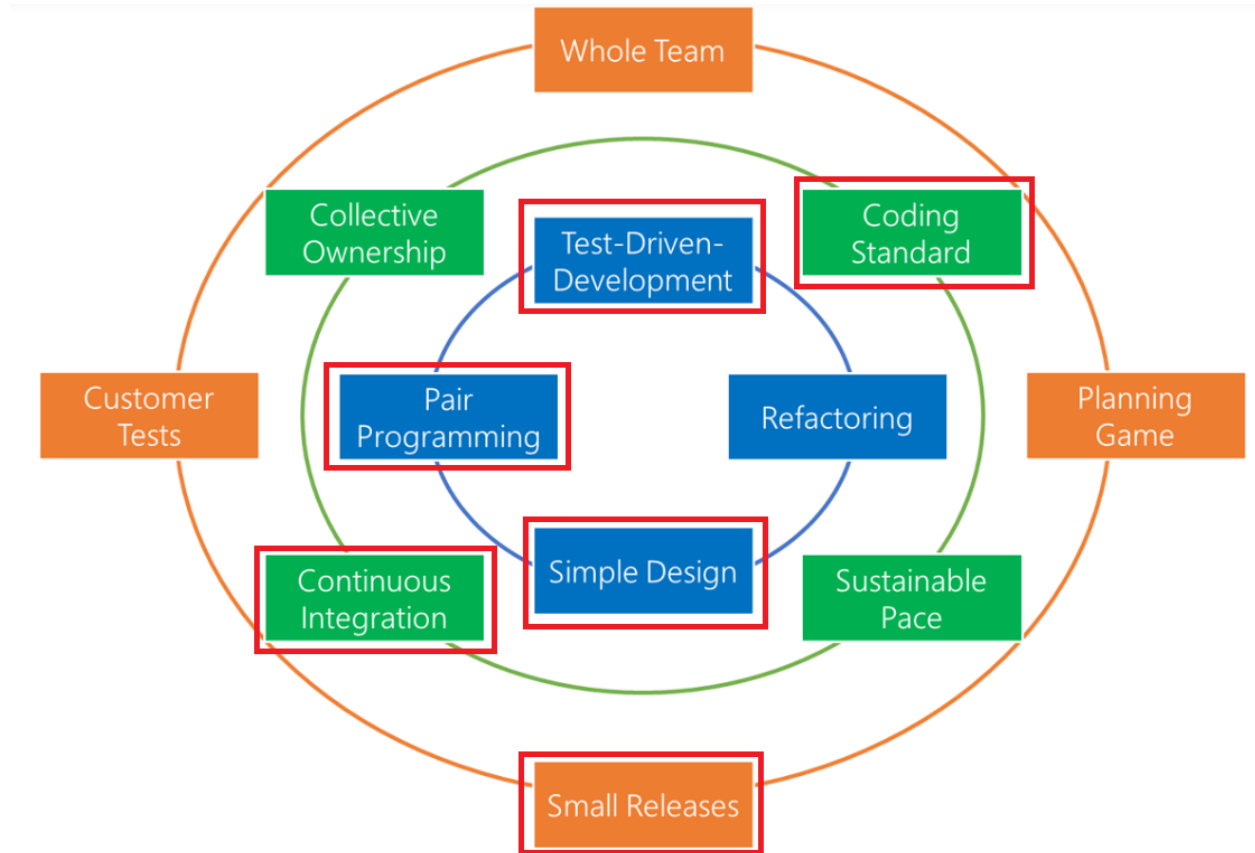 Whole Team
Collective
Ownership
Test-Driven-
Development
Coding
Standard
Customer
Tests
Pair
Programming
Refactoring
Planning
Game
Continuous
Integration
Simple Design
Sustainable
Pace
Small Releases